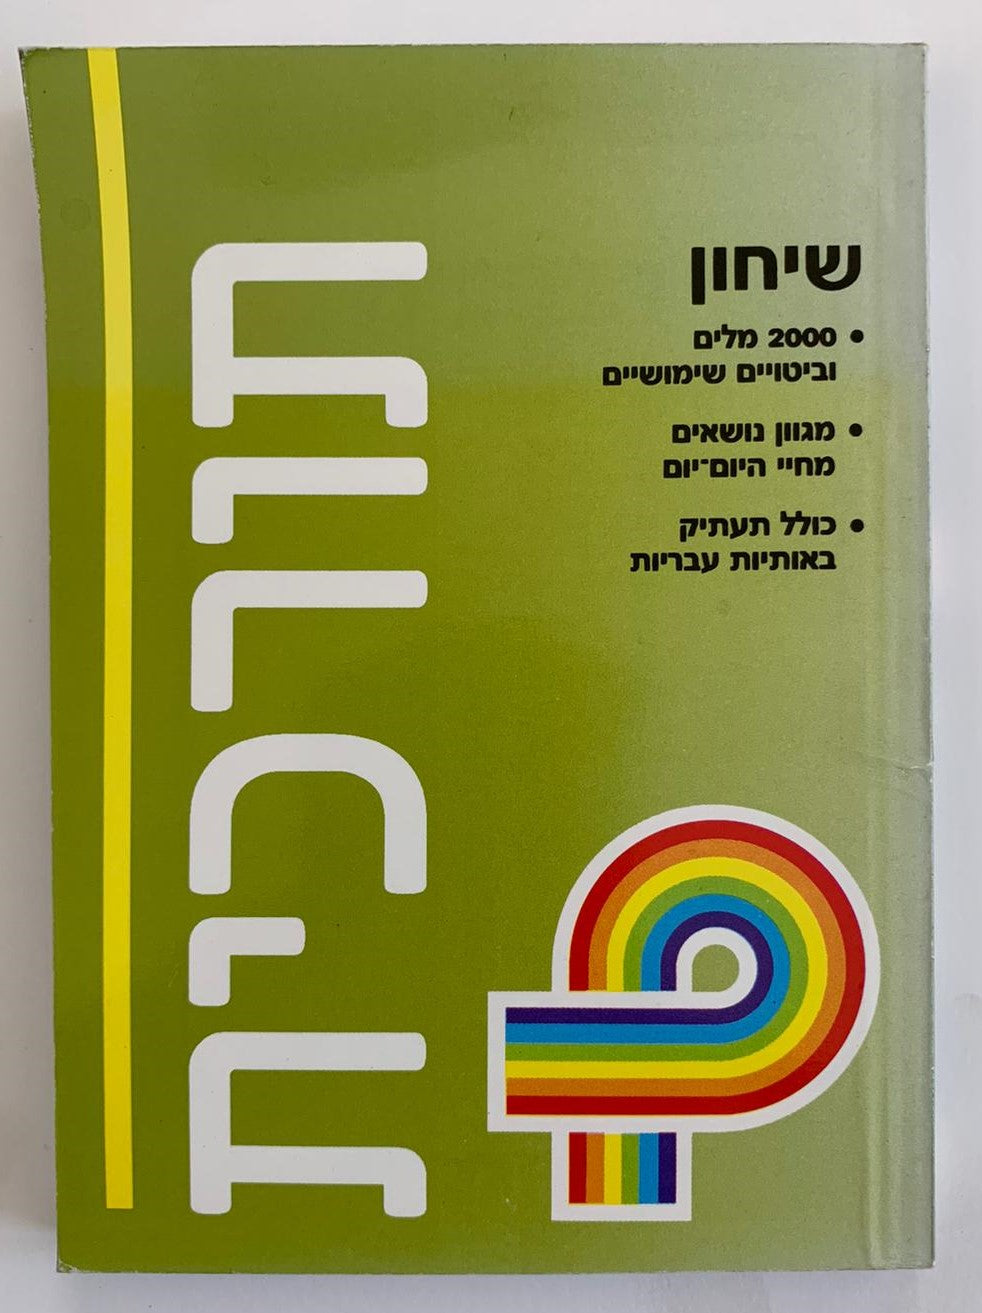 שיחון
• 2000 מלים
וביטויים שימושיים
• מגוון נושאים
מחיי היום־יום
• כולל תעתיק
באותיות עבריות
תורכית